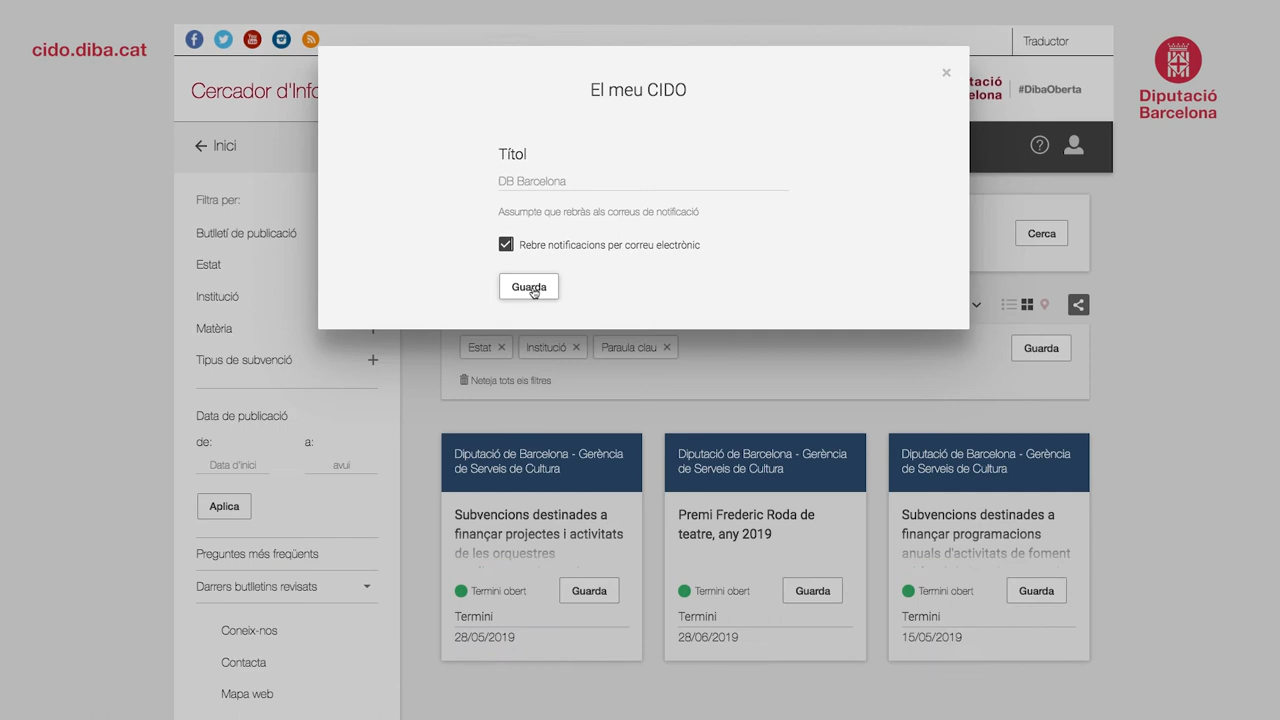 cido.diba.cat
Traductor
Cercador d'Info
tació
elona
#DibaOberta
Diputació
Barcelona
Inici
El meu CIDO
Títol
DB Barcelona
Assumpte que rebràs als correus de notificació
Rebre notificacions per correu electrònic
Guarda
Filtra per:
Butlletí de publicació
Estat
Institució
Matèria
Tipus de subvenció
Data de publicació
de: a:
Data d'inici avui
Aplica
Preguntes més freqüents
Darrers butlletins revisats
Coneix-nos
Contacta
Mapa web
Cerca
Estat Institució Paraula clau
Guarda
Neteja tots els filtres
Diputació de Barcelona - Gerència
de Serveis de Cultura
Subvencions destinades a
finançar projectes i activitats
de les orquestres
Termini obert Guarda
Termini
28/05/2019
Diputació de Barcelona - Gerència
de Serveis de Cultura
Premi Frederic Roda de
teatre, any 2019
Termini obert Guarda
Termini
28/06/2019
Diputació de Barcelona - Gerència
de Serveis de Cultura
Subvencions destinades a
finançar programacions
anuals d'activitats de foment
Termini obert Guarda
Termini
15/05/2019